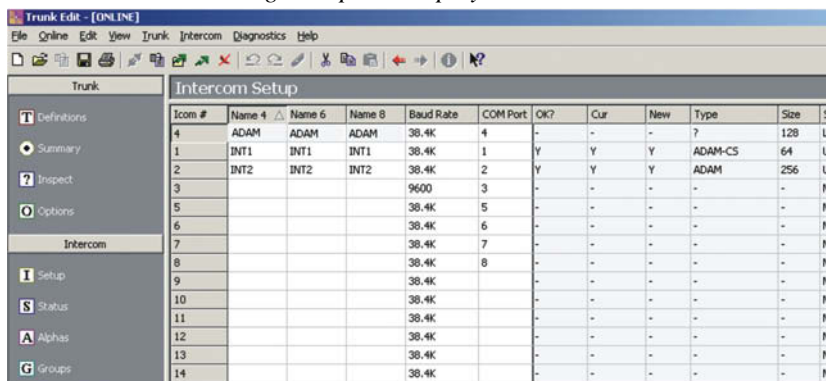 Trunk Edit - [ONLINE]
File Online Edit View Trunk Intercom Diagnostics Help
Trunk
T Definitions
Summary
? Inspect
O Options
Intercom
I Setup
S Status
A Alphas
G Groups
Intercom Setup
Icom # Name 4 Name 6 Name 8 Baud Rate COM Port OK? Cur New Type Size
4 ADAM ADAM ADAM 38.4K 4 - - - ? 128
1 INT1 INT1 INT1 38.4K 1 Y Y Y ADAM-CS 64
2 INT2 INT2 INT2 38.4K 2 Y Y Y ADAM 256
3 9600 3 - - - - -
5 38.4K 5 - - - - -
6 38.4K 6 - - - - -
7 38.4K 7 - - - - -
8 38.4K 8 - - - - -
9 38.4K - - - - -
10 38.4K - - - - -
11 38.4K - - - - -
12 38.4K - - - - -
13 38.4K - - - - -
14 38.4K - - - - -